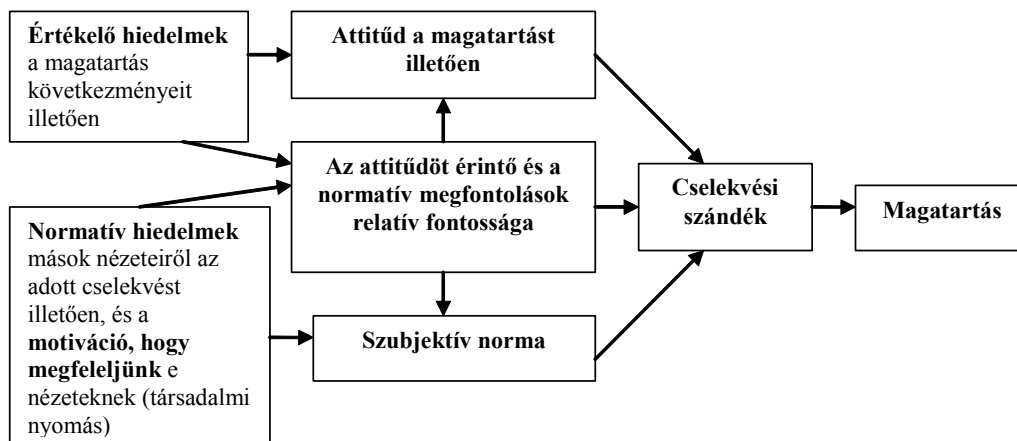 Értékelő hiedelmek
a magatartás
következményeit
illetően
Attitűd a magatartást
illetően
Az attitűdöt érintő és a
normatív megfontolások
relatív fontossága
Normatív hiedelmek
mások nézeteiről az
adott cselekvést
illetően, és a
motiváció, hogy
megfeleljünk e
nézeteknek (társadalmi
nyomás)
Szubjektív norma
Cselekvési
szándék
Magatartás